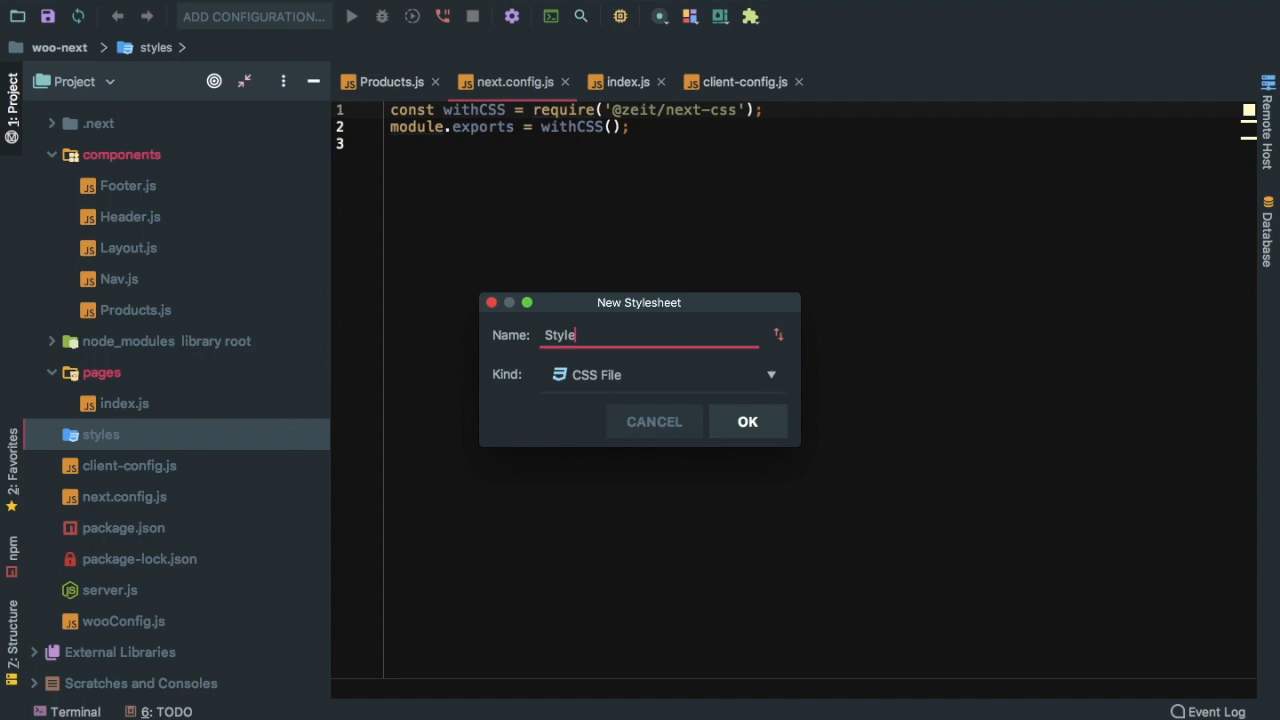 ADD CONFIGURATION...
woo-next
styles
1: Project
Project
Products.js
next.config.js
index.js
client-config.js
1 const withCSS = require('@zeit/next-css');
2 module.exports = withCSS();
3
.next
components
Footer.js
Header.js
Layout.js
Nav.js
Products.js
node_modules library root
pages
index.js
styles
client-config.js
next.config.js
package.json
package-lock.json
server.js
wooConfig.js
External Libraries
Scratches and Consoles
New Stylesheet
Name: Style
Kind: CSS File
CANCEL OK
Remote Host
Database
2: Favorites
npm
Z: Structure
Terminal
6: TODO
Event Log